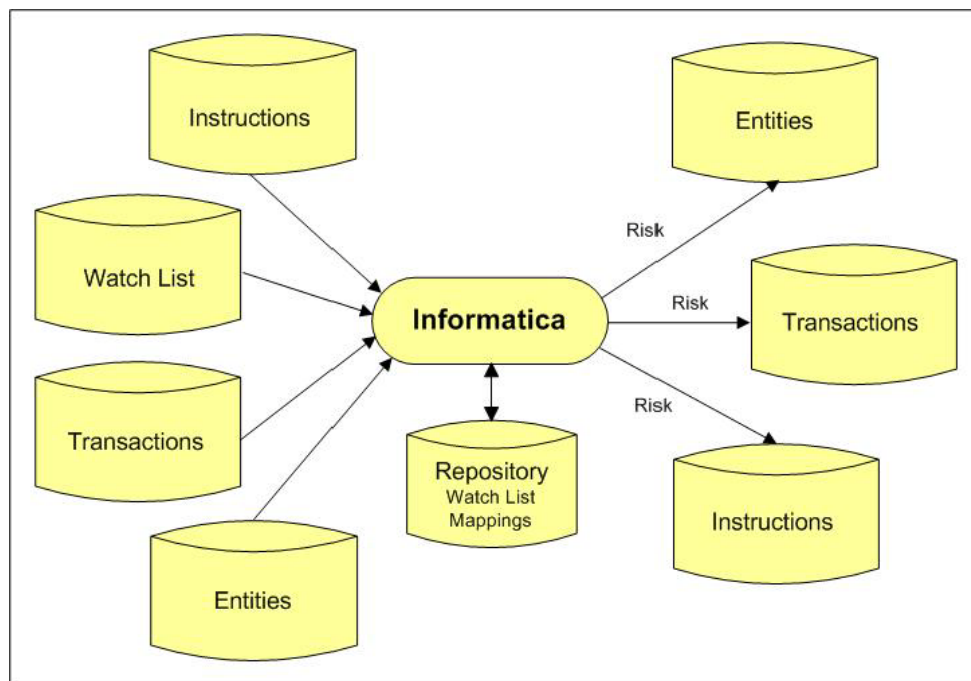 Instructions
Entities
Watch List
Risk
Informatica
Risk
Transactions
Transactions
Risk
Repository
Watch List
Mappings
Instructions
Entities